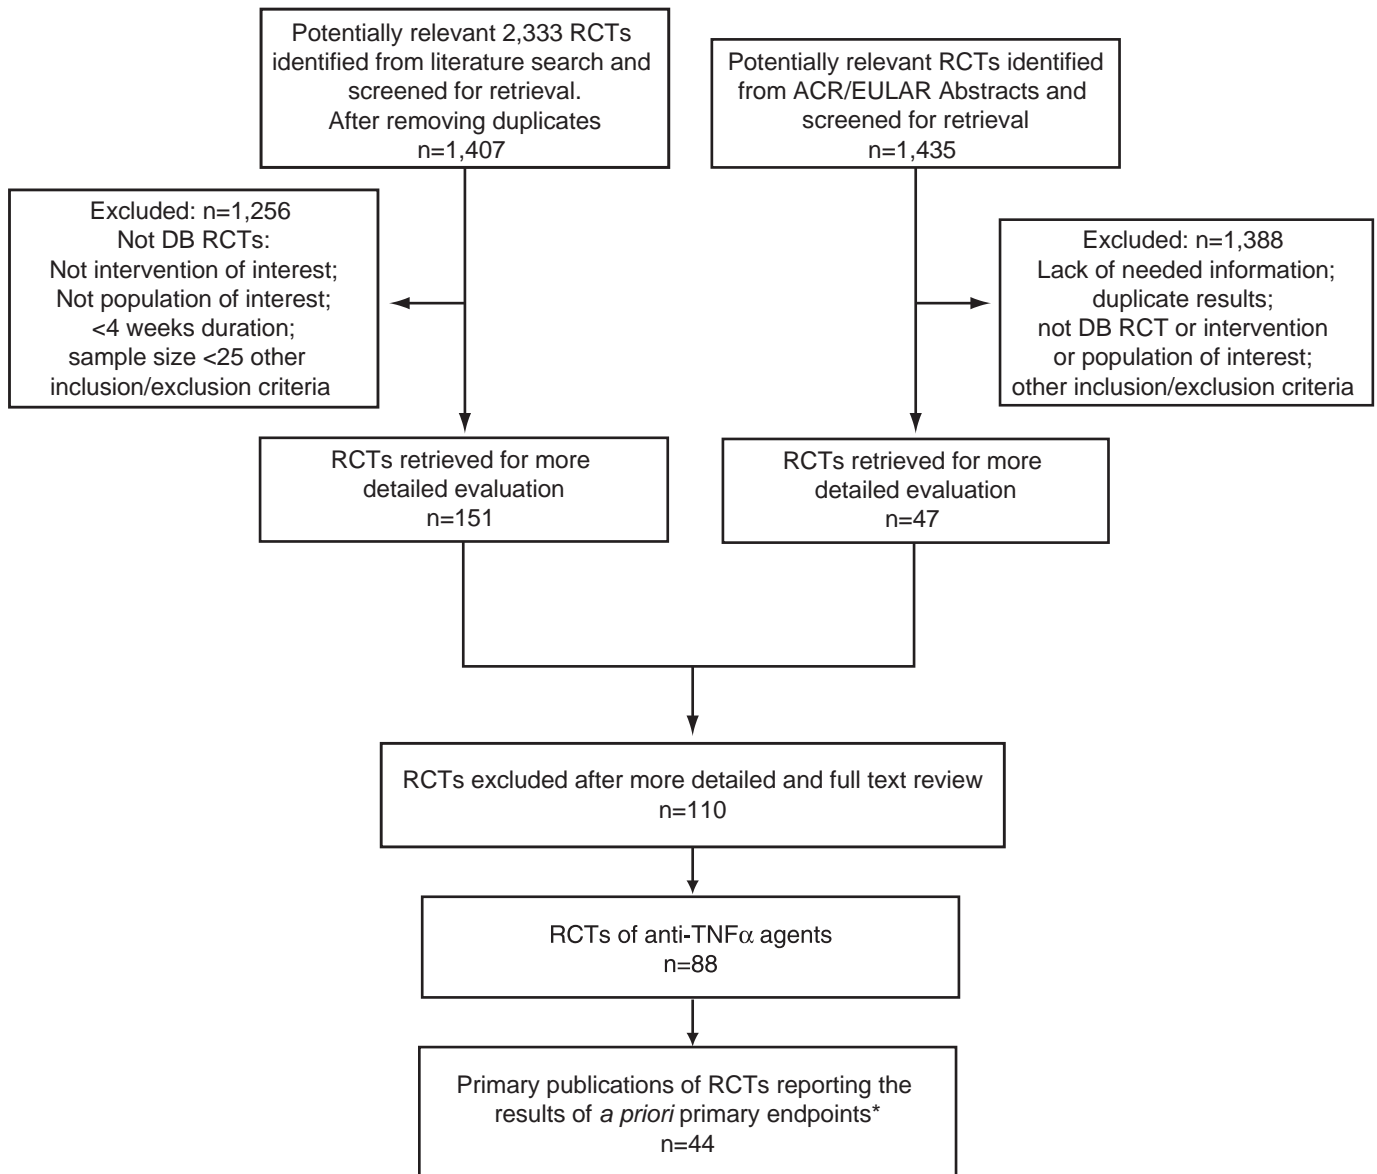 Potentially relevant 2,333 RCTs
identified from literature search and
screened for retrieval.
After removing duplicates
n=1,407
Potentially relevant RCTs identified
from ACR/EULAR Abstracts and
screened for retrieval
n=1,435
Excluded: n=1,256
Not DB RCTs:
Not intervention of interest;
Not population of interest;
<4 weeks duration;
sample size <25 other
inclusion/exclusion criteria
Excluded: n=1,388
Lack of needed information;
duplicate results;
not DB RCT or intervention
or population of interest;
other inclusion/exclusion criteria
RCTs retrieved for more
detailed evaluation
n=151
RCTs retrieved for more
detailed evaluation
n=47
RCTs excluded after more detailed and full text review
n=110
RCTs of anti-TNFα agents
n=88
Primary publications of RCTs reporting the
results of a priori primary endpoints*
n=44